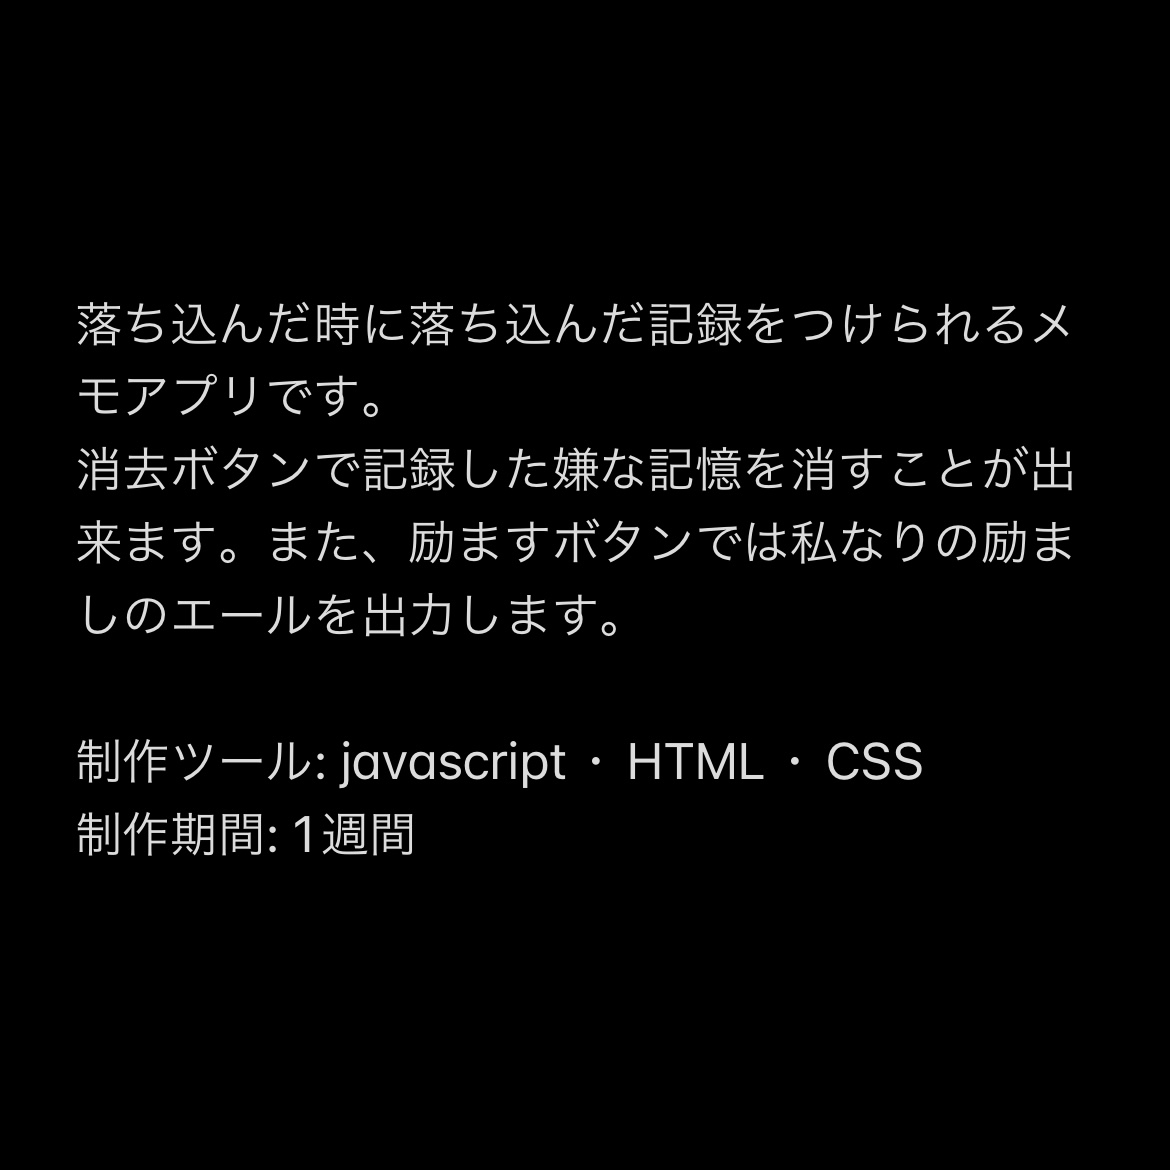 落ち込んだ時に落ち込んだ記録をつけられるメ
モアプリです。
消去ボタンで記録した嫌な記憶を消すことが出
来ます。また、励ますボタンでは私なりの励ま
しのエールを出力します。
制作ツール: javascript · HTML · CSS
制作期間: 1週間